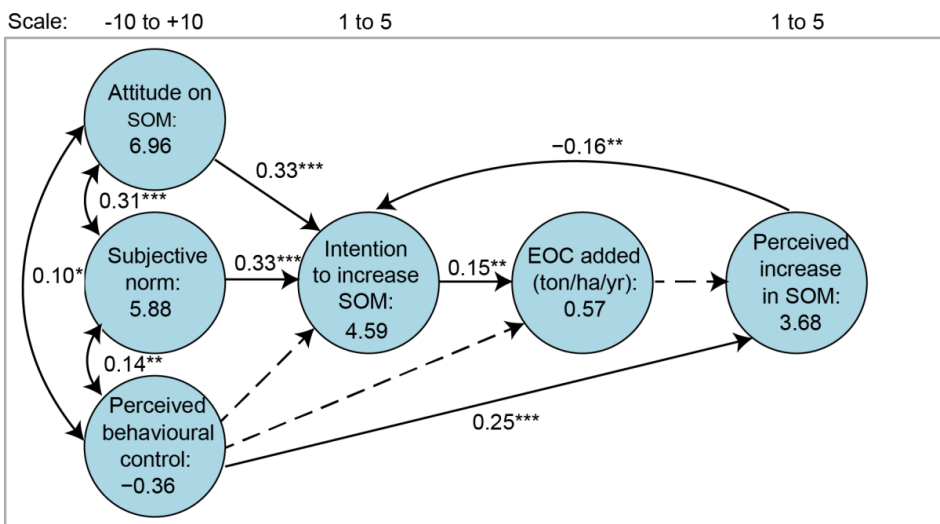 Scale: -10 to +10 1 to 5 1 to 5
Attitude on
SOM:
6.96
0.33***
−0.16**
0.31***
Subjective
norm:
5.88
0.33***
Intention
to increase
SOM:
4.59
0.15**
EOC added
(ton/ha/yr):
0.57
Perceived
increase
in SOM:
3.68
0.10*
0.14**
Perceived
behavioural
control:
−0.36
0.25***